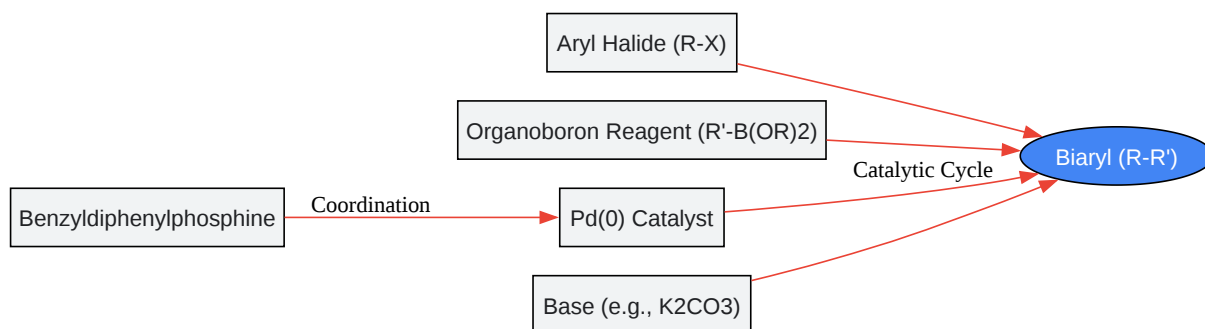 Aryl Halide (R-X)
Organoboron Reagent (R'-B(OR)2)
Biaryl (R-R')
Catalytic Cycle
Benzyldiphenylphosphine
Coordination
Pd(0) Catalyst
Base (e.g., K2CO3)